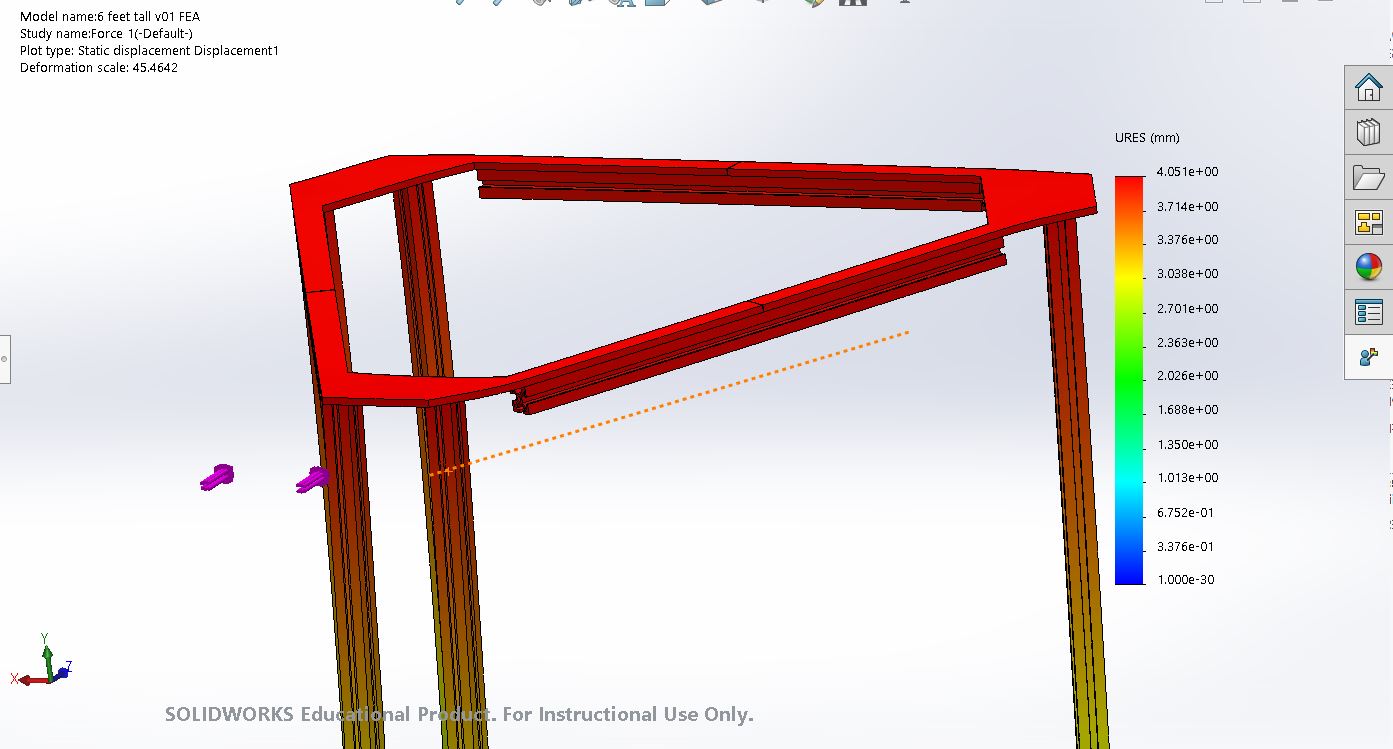 Model name:6 feet tall v01 FEA
Study name:Force 1(-Default-)
Plot type: Static displacement Displacement1
Deformation scale: 45.4642
URES (mm)
4.051e+00
3.714e+00
3.376e+00
3.038e+00
2.701e+00
2.363e+00
2.026e+00
1.688e+00
1.350e+00
1.013e+00
6.752e-01
3.376e-01
1.000e-30
Y
Z
X
SOLIDWORKS Educational Product. For Instructional Use Only.